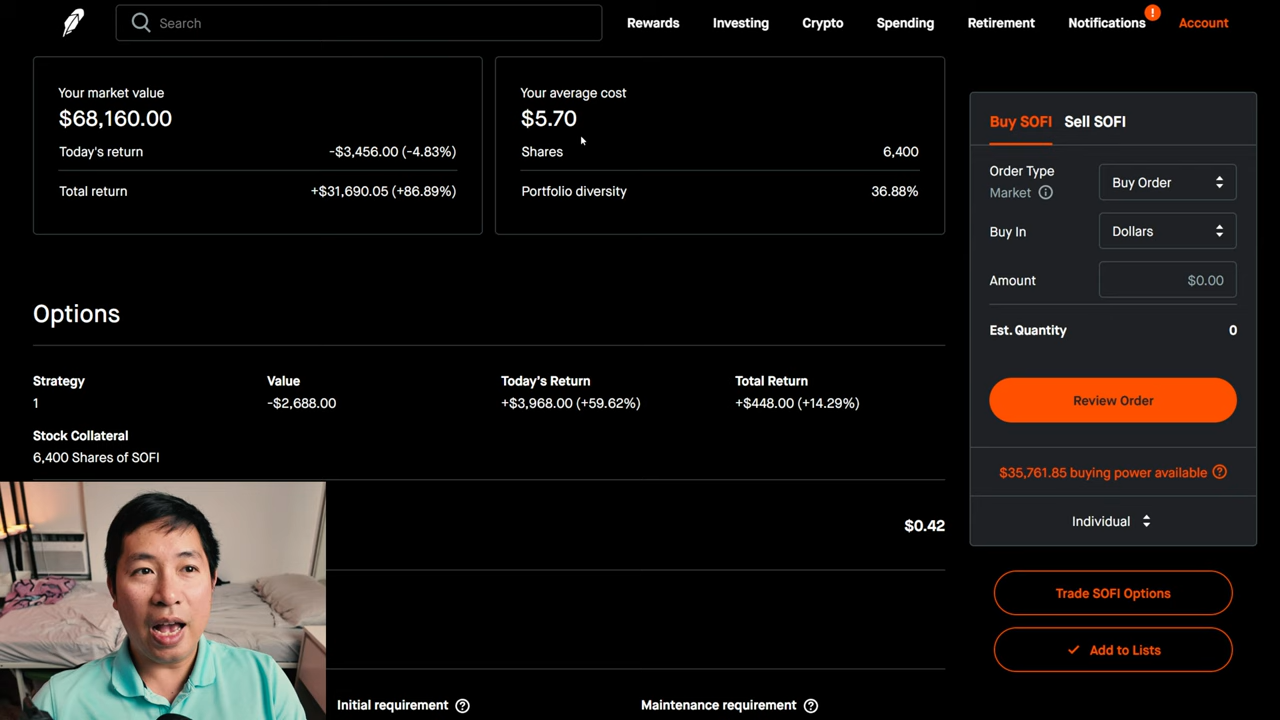 Search
Rewards Investing Crypto Spending Retirement Notifications ! Account
Your market value
$68,160.00
Today's return -$3,456.00 (-4.83%)
Total return +$31,690.05 (+86.89%)
Your average cost
$5.70
Shares 6,400
Portfolio diversity 36.88%
Buy SOFI Sell SOFI
Order Type
Market
Buy Order
Buy In Dollars
Amount $0.00
Est. Quantity 0
Review Order
$35,761.85 buying power available
Individual
Trade SOFI Options
Add to Lists
Options
Strategy Value Today's Return Total Return
1 -$2,688.00 +$3,968.00 (+59.62%) +$448.00 (+14.29%)
Stock Collateral
6,400 Shares of SOFI
$0.42
Initial requirement Maintenance requirement